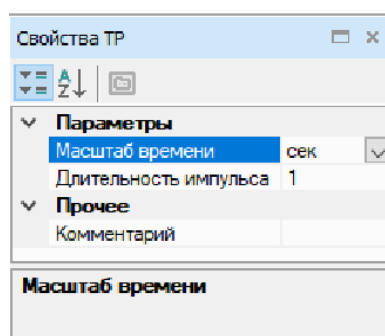 Свойства ТР
Параметры
Масштаб времени сек
Длительность импульса 1
Прочее
Комментарий
Масштаб времени